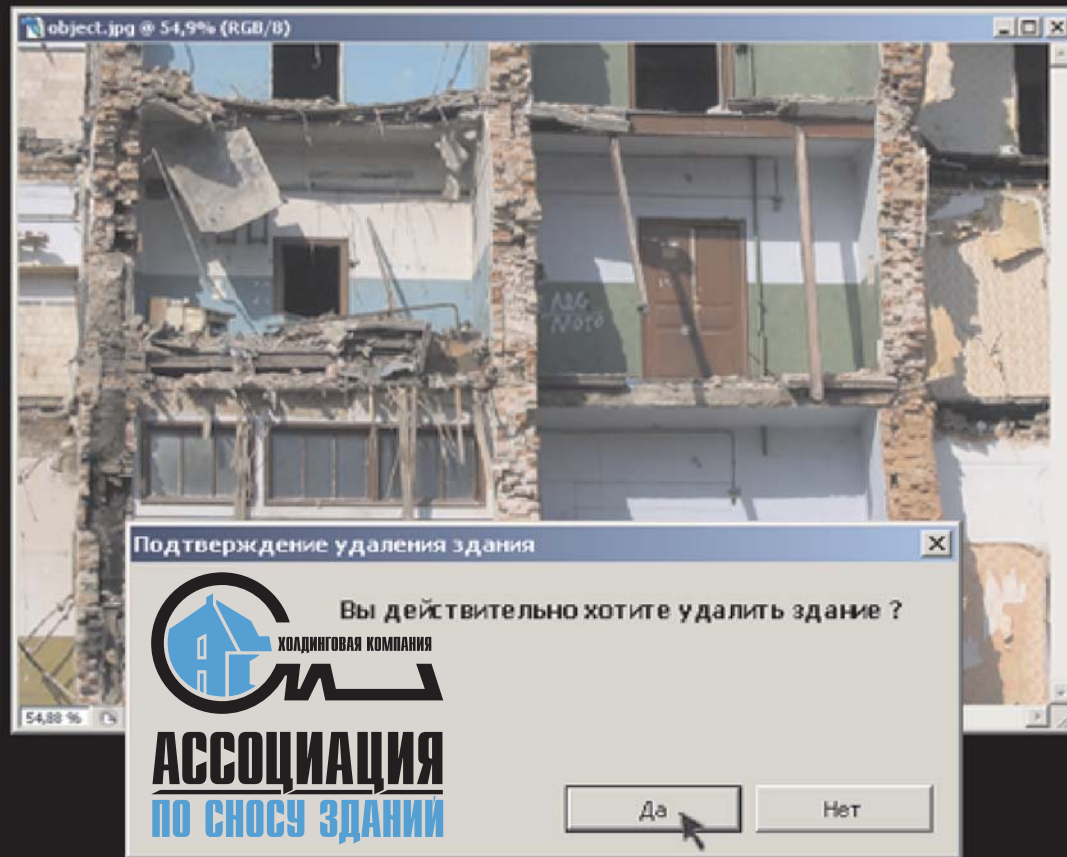 object.jpg @ 54,9% (RGB/8)
54,88 %
Подтверждение удаления здания
Вы действительно хотите удалить здание ?
ХОЛДИНГОВАЯ КОМПАНИЯ
АССОЦИАЦИЯ
ПО СНОСУ ЗДАНИЙ
Да
Нет